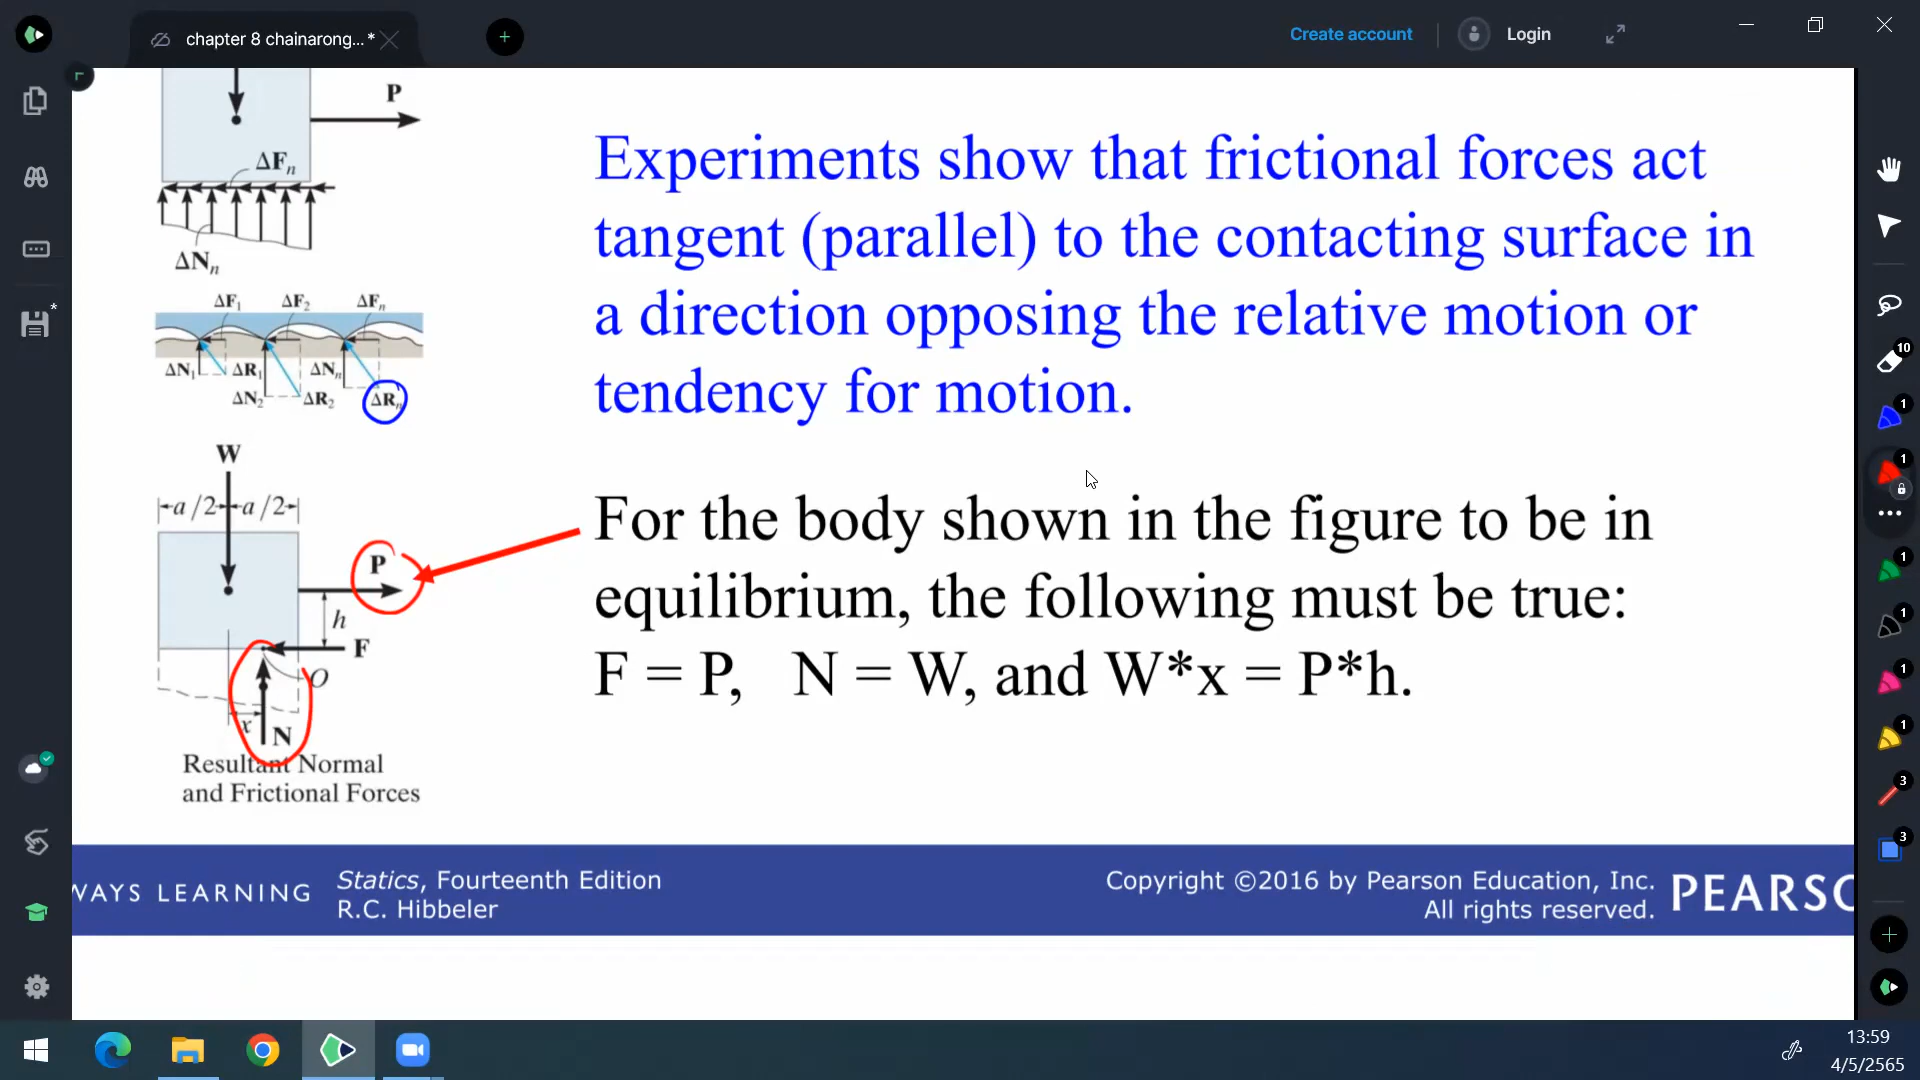 chapter 8 chainarong...*
Create account
Login
P
ΔFn
ΔNn
ΔF1 ΔF2 ΔFn
ΔN1 ΔR1 ΔNn
ΔN2 ΔR2 ΔRn
W
a/2 a/2
P
h
F
O
x
N
Resultant Normal
and Frictional Forces
Experiments show that frictional forces act
tangent (parallel) to the contacting surface in
a direction opposing the relative motion or
tendency for motion.
For the body shown in the figure to be in
equilibrium, the following must be true:
F = P, N = W, and W*x = P*h.
WAYS LEARNING
Statics, Fourteenth Edition
R.C. Hibbeler
Copyright ©2016 by Pearson Education, Inc.
All rights reserved.
PEARSO
10
1
1
1
1
1
1
3
3
13:59
4/5/2565